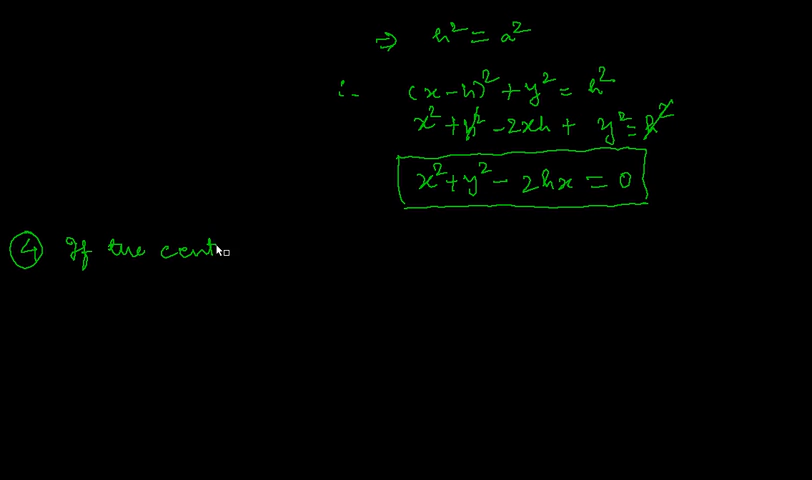 ⇒ h² = a²
∴ (x-h)² + y² = h²
x² + h² - 2xh + y² = h²
x² + y² - 2hx = 0
④ If the cent